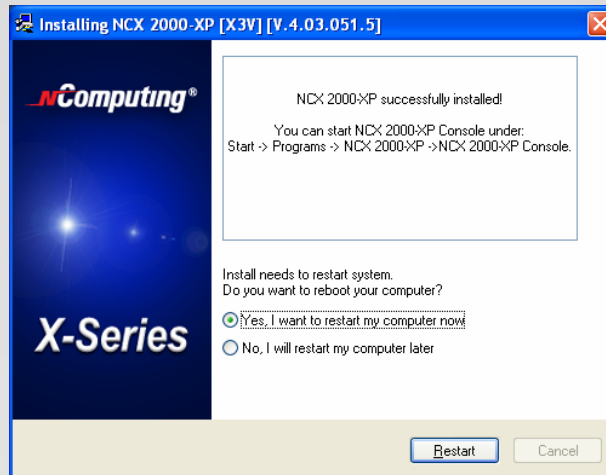 Installing NCX 2000-XP [X3V] [V.4.03.051.5]
NComputing®
NCX 2000-XP successfully installed!
You can start NCX 2000-XP Console under:
Start -> Programs -> NCX 2000-XP ->NCX 2000-XP Console.
Install needs to restart system.
Do you want to reboot your computer?
Yes, I want to restart my computer now
No, I will restart my computer later
X-Series
Restart
Cancel